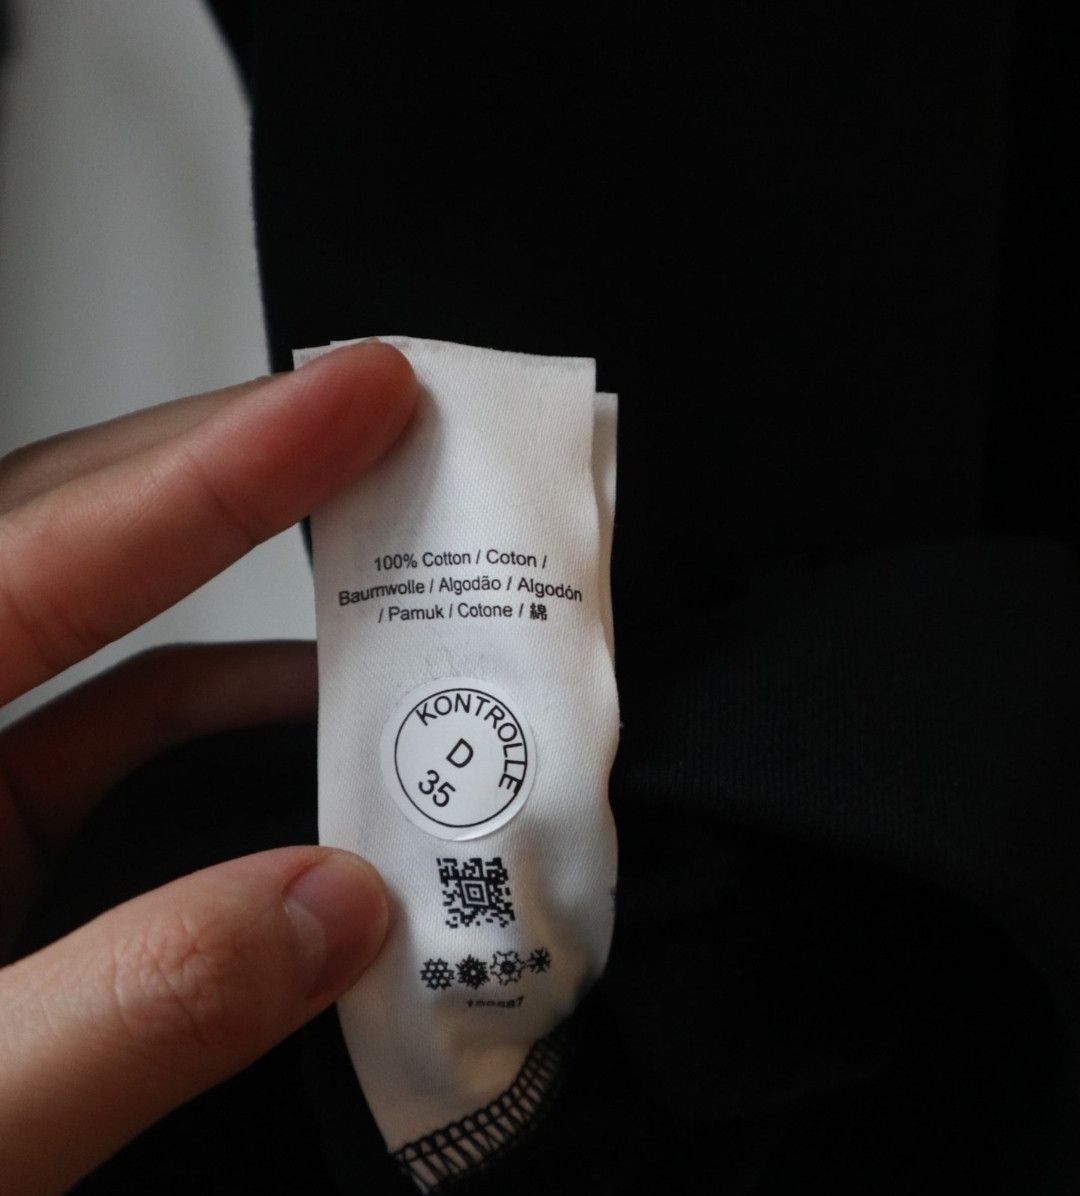 100% Cotton / Coton /
Baumwolle / Algodão / Algodón
/ Pamuk / Cotone / 綿
KONTROLLE
D
35